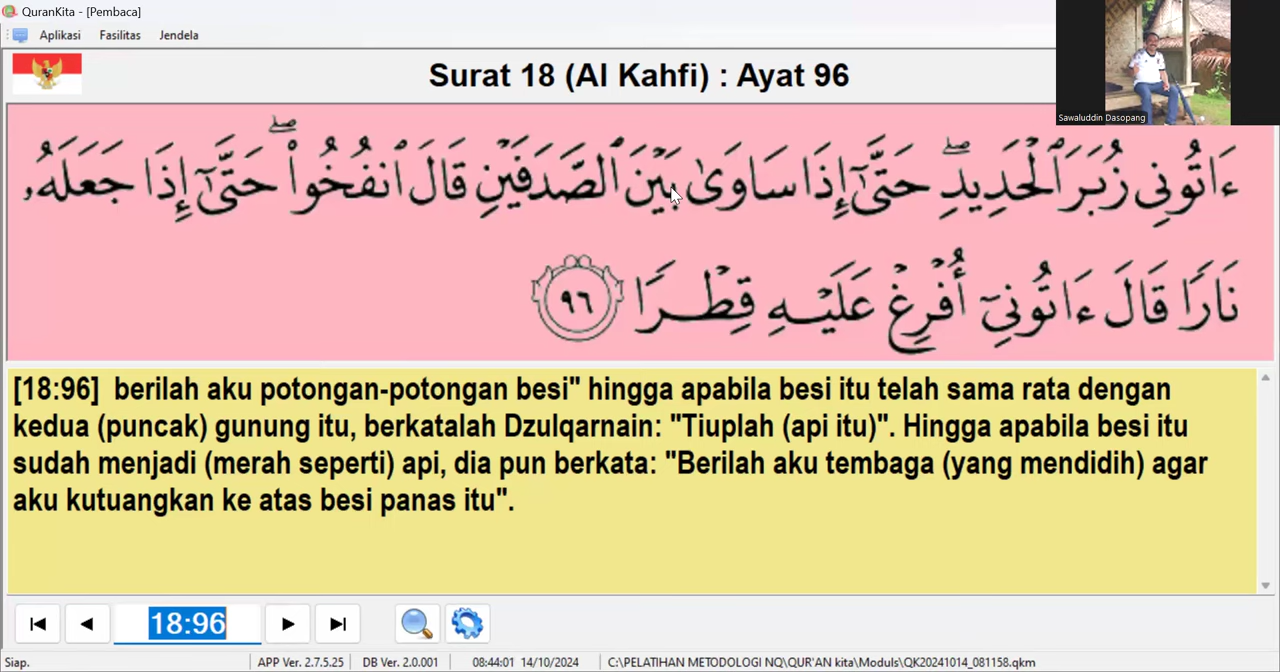 QuranKita - [Pembaca]
Aplikasi Fasilitas Jendela
Surat 18 (Al Kahfi) : Ayat 96
Sawaluddin Dasopang
ءَاتُونِى زُبَرَ ٱلْحَدِيدِ ۖ حَتَّىٰٓ إِذَا سَاوَىٰ بَيْنَ ٱلصَّدَفَيْنِ قَالَ ٱنفُخُوا۟ ۖ حَتَّىٰٓ إِذَا جَعَلَهُۥ
نَارًا قَالَ ءَاتُونِىٓ أُفْرِغْ عَلَيْهِ قِطْرًا ٩٦
[18:96] berilah aku potongan-potongan besi" hingga apabila besi itu telah sama rata dengan
kedua (puncak) gunung itu, berkatalah Dzulqarnain: "Tiuplah (api itu)". Hingga apabila besi itu
sudah menjadi (merah seperti) api, dia pun berkata: "Berilah aku tembaga (yang mendidih) agar
aku kutuangkan ke atas besi panas itu".
18:96
Siap. APP Ver. 2.7.5.25 DB Ver. 2.0.001 08:44:01 14/10/2024 C:\PELATIHAN METODOLOGI NQ\QUR'AN kita\Moduls\QK20241014_081158.qkm